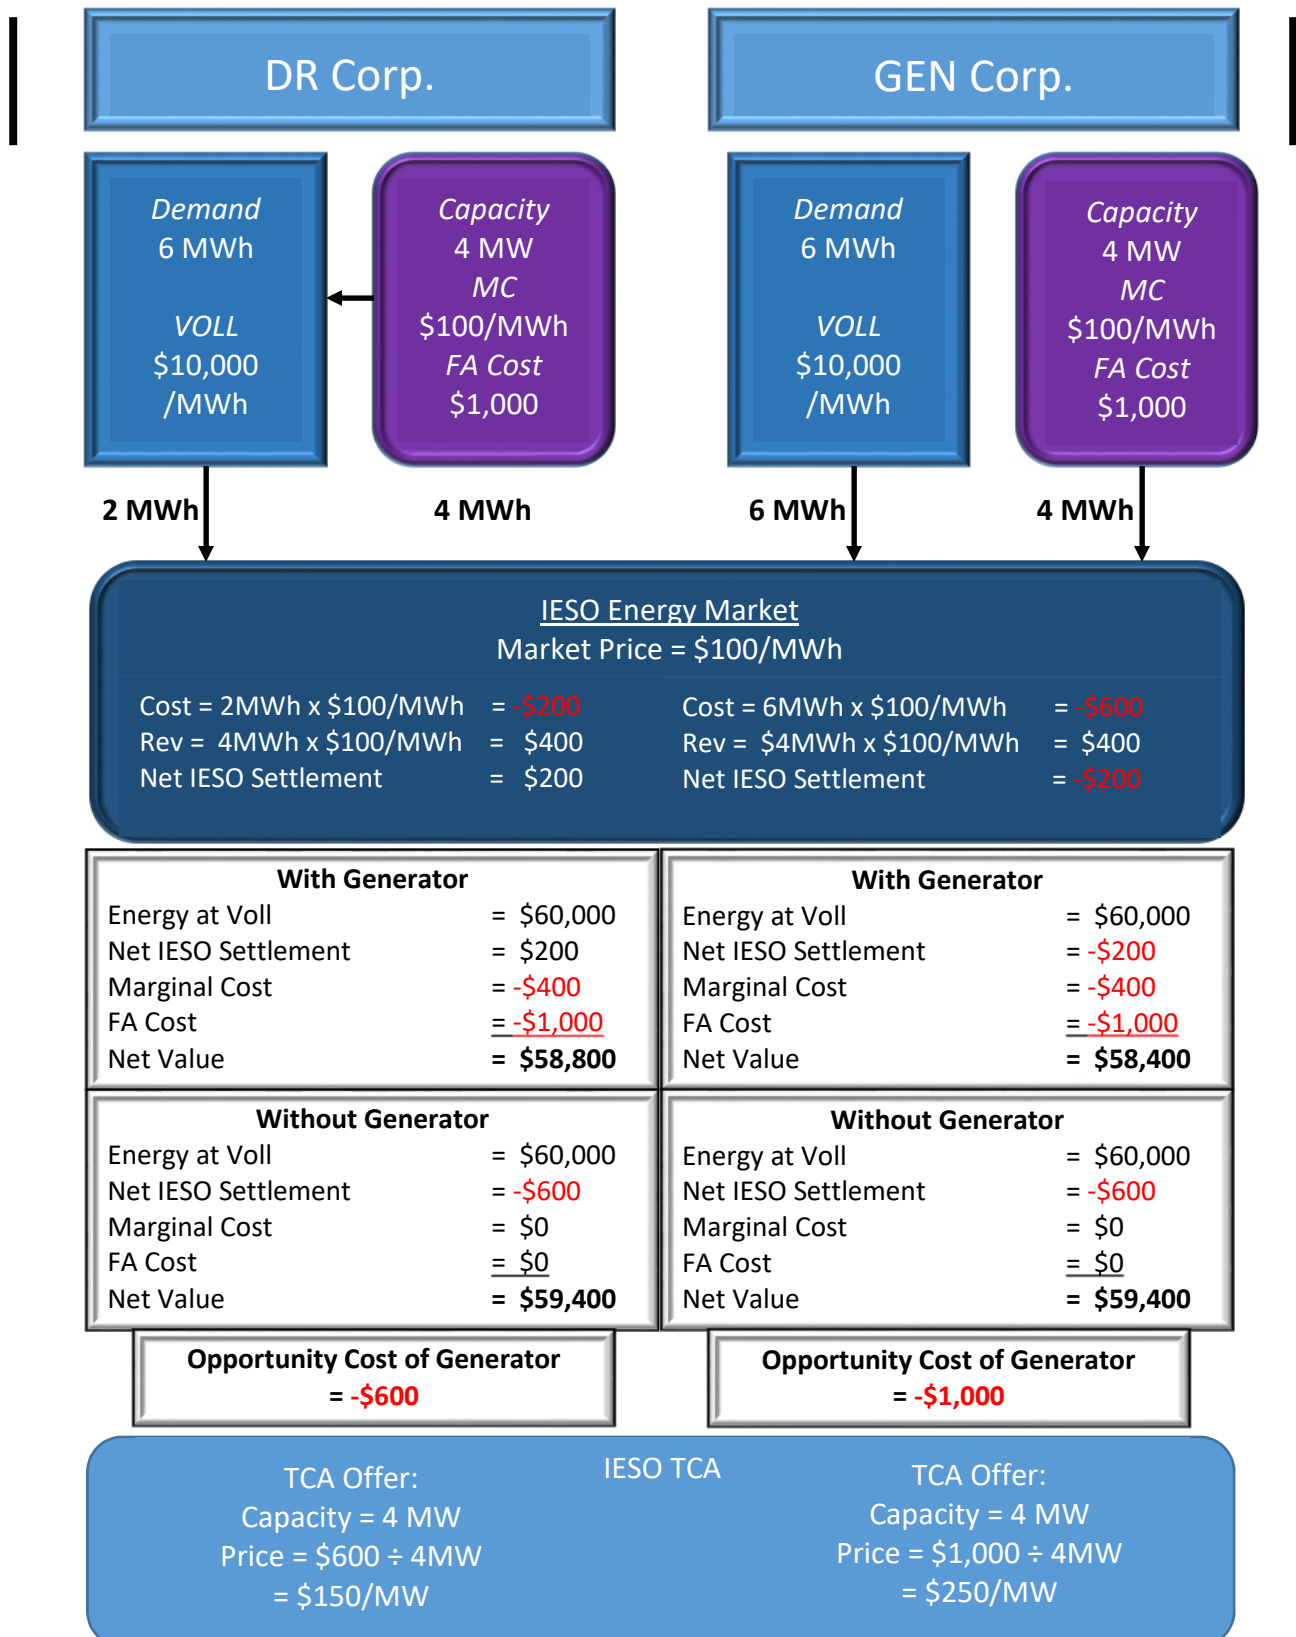 DR Corp.
GEN Corp.
Demand
6 MWh
VOLL
$10,000
/MWh
Capacity
4 MW
MC
$100/MWh
FA Cost
$1,000
Demand
6 MWh
VOLL
$10,000
/MWh
Capacity
4 MW
MC
$100/MWh
FA Cost
$1,000
2 MWh
4 MWh
6 MWh
4 MWh
IESO Energy Market
Market Price = $100/MWh
Cost = 2MWh x $100/MWh = -$200
Rev = 4MWh x $100/MWh = $400
Net IESO Settlement = $200
Cost = 6MWh x $100/MWh = -$600
Rev = $4MWh x $100/MWh = $400
Net IESO Settlement = -$200
With Generator
Energy at Voll = $60,000
Net IESO Settlement = $200
Marginal Cost = -$400
FA Cost = -$1,000
Net Value = $58,800
With Generator
Energy at Voll = $60,000
Net IESO Settlement = -$200
Marginal Cost = -$400
FA Cost = -$1,000
Net Value = $58,400
Without Generator
Energy at Voll = $60,000
Net IESO Settlement = -$600
Marginal Cost = $0
FA Cost = $0
Net Value = $59,400
Without Generator
Energy at Voll = $60,000
Net IESO Settlement = -$600
Marginal Cost = $0
FA Cost = $0
Net Value = $59,400
Opportunity Cost of Generator
= -$600
Opportunity Cost of Generator
= -$1,000
IESO TCA
TCA Offer:
Capacity = 4 MW
Price = $600 ÷ 4MW
= $150/MW
TCA Offer:
Capacity = 4 MW
Price = $1,000 ÷ 4MW
= $250/MW